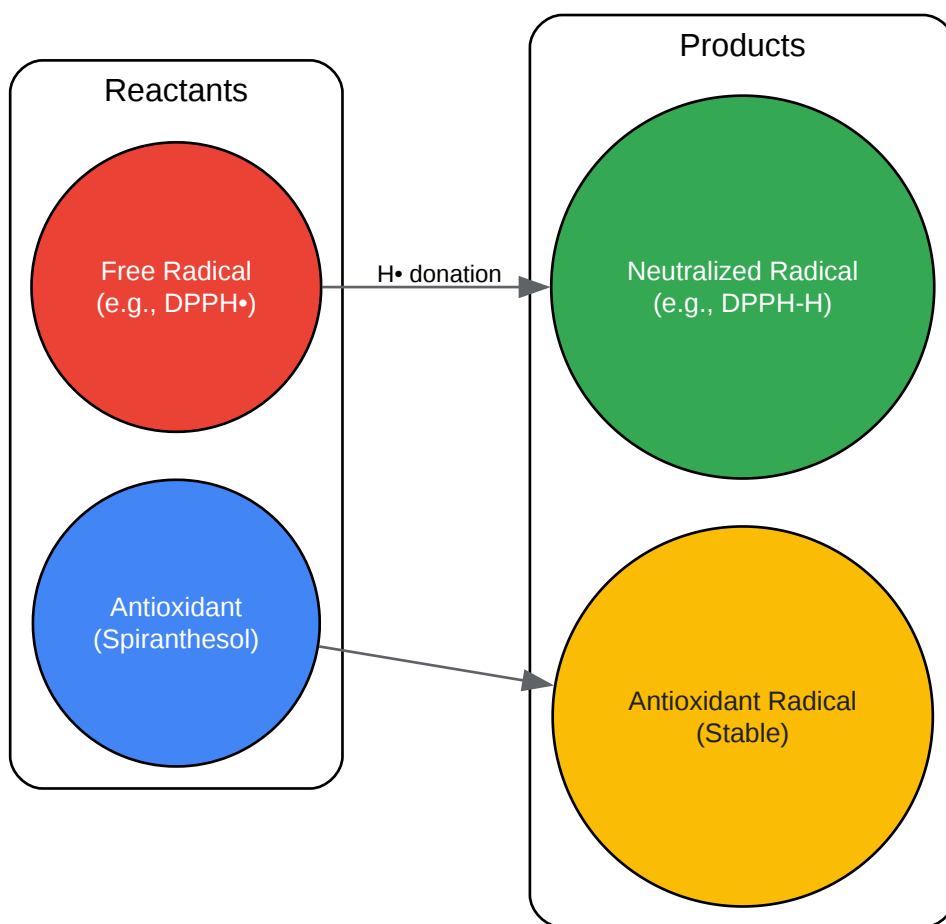 Reactants
Free Radical
(e.g., DPPH•)
Antioxidant
(Spiranthesol)
H• donation
Products
Neutralized Radical
(e.g., DPPH-H)
Antioxidant Radical
(Stable)